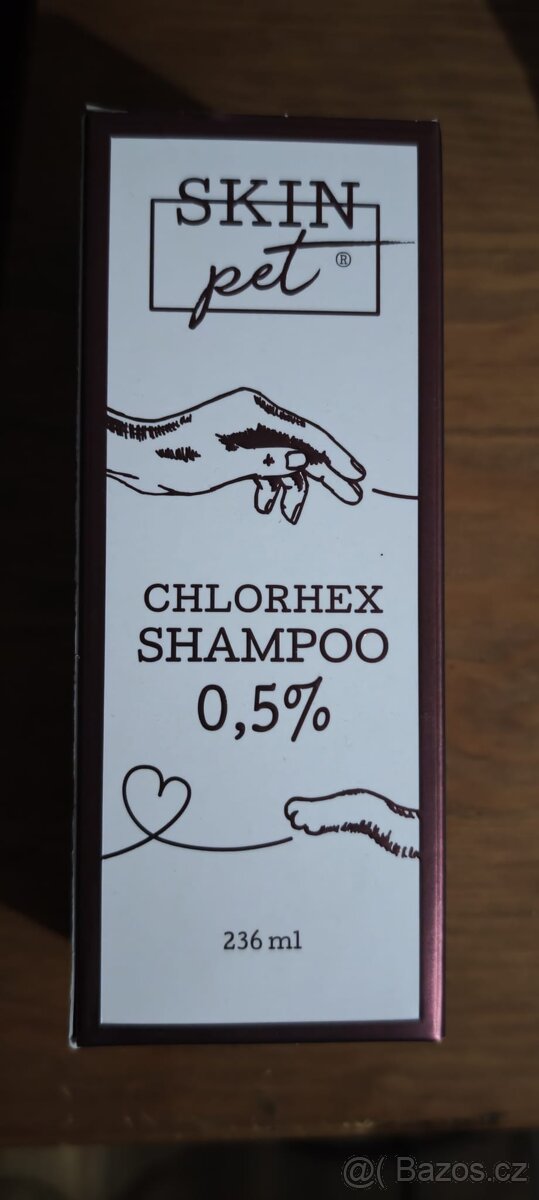 SKIN
pet ®
CHLORHEX
SHAMPOO
0,5%
236 ml
@( Bazos.cz